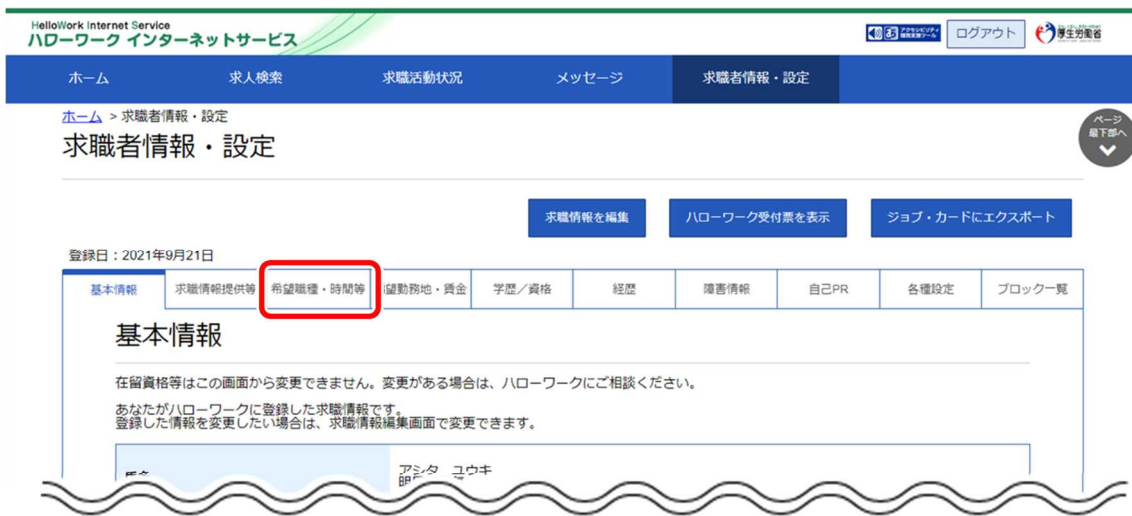 HelloWork Internet Service
ハローワーク インターネットサービス
ログアウト
厚生労働省
ホーム
求人検索
求職活動状況
メッセージ
求職者情報・設定
ホーム > 求職者情報・設定
ページ
最下部へ
求職者情報・設定
求職情報を編集
ハローワーク受付票を表示
ジョブ・カードにエクスポート
登録日：2021年9月21日
基本情報
求職情報提供等
希望職種・時間等
望勤務地・賃金
学歴／資格
経歴
障害情報
自己PR
各種設定
ブロック一覧
基本情報
在留資格等はこの画面から変更できません。変更がある場合は、ハローワークにご相談ください。
あなたがハローワークに登録した求職情報です。
登録した情報を変更したい場合は、求職情報編集画面で変更できます。
アシタ　ユウキ